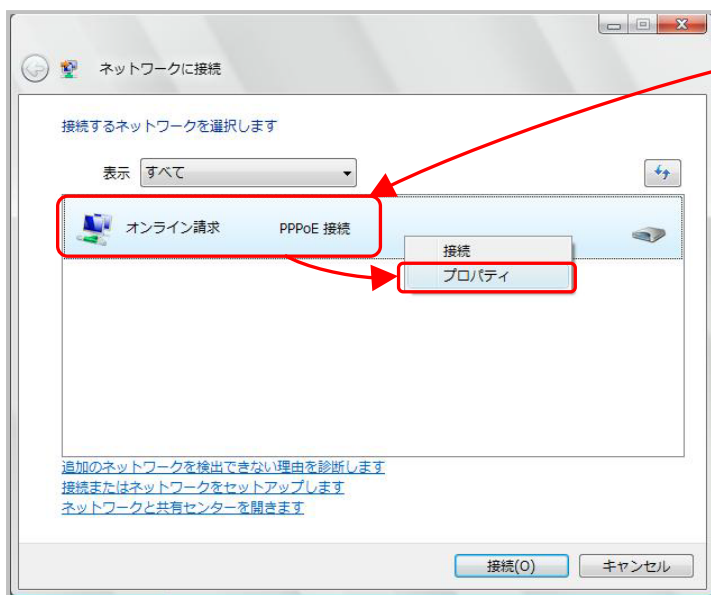 ネットワークに接続
接続するネットワークを選択します
表示 すべて
オンライン請求 PPPoE 接続
接続
プロパティ
追加のネットワークを検出できない理由を診断します
接続またはネットワークをセットアップします
ネットワークと共有センターを開きます
接続(O) キャンセル